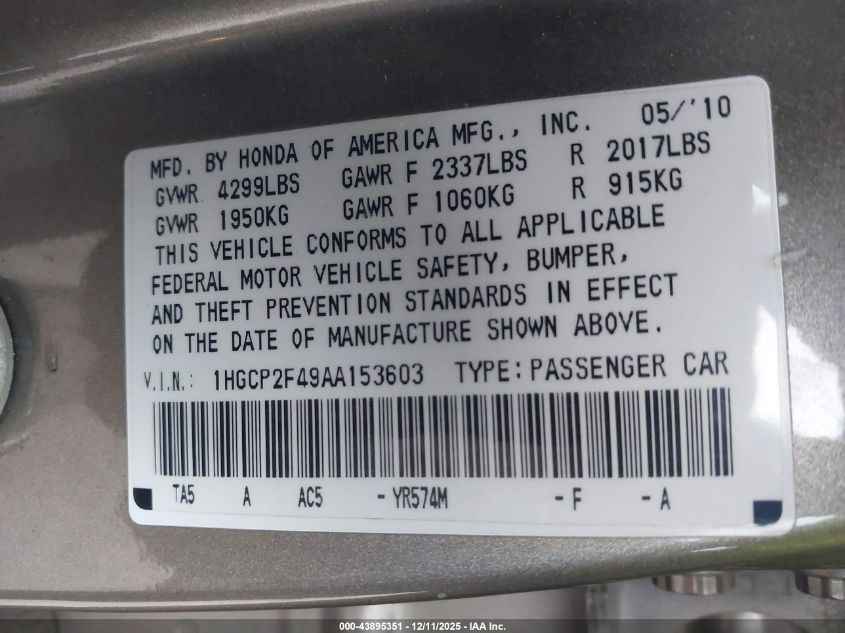 MFD. BY HONDA OF AMERICA MFG., INC. 05/'10
GVWR 4299LBS GAWR F 2337LBS R 2017LBS
GVWR 1950KG GAWR F 1060KG R 915KG
THIS VEHICLE CONFORMS TO ALL APPLICABLE
FEDERAL MOTOR VEHICLE SAFETY, BUMPER,
AND THEFT PREVENTION STANDARDS IN EFFECT
ON THE DATE OF MANUFACTURE SHOWN ABOVE.
V.I.N.: 1HGCP2F49AA153603 TYPE:PASSENGER CAR
TA5 A AC5 -YR574M -F -A
000-43895351 - 12/11/2025 - IAA Inc.